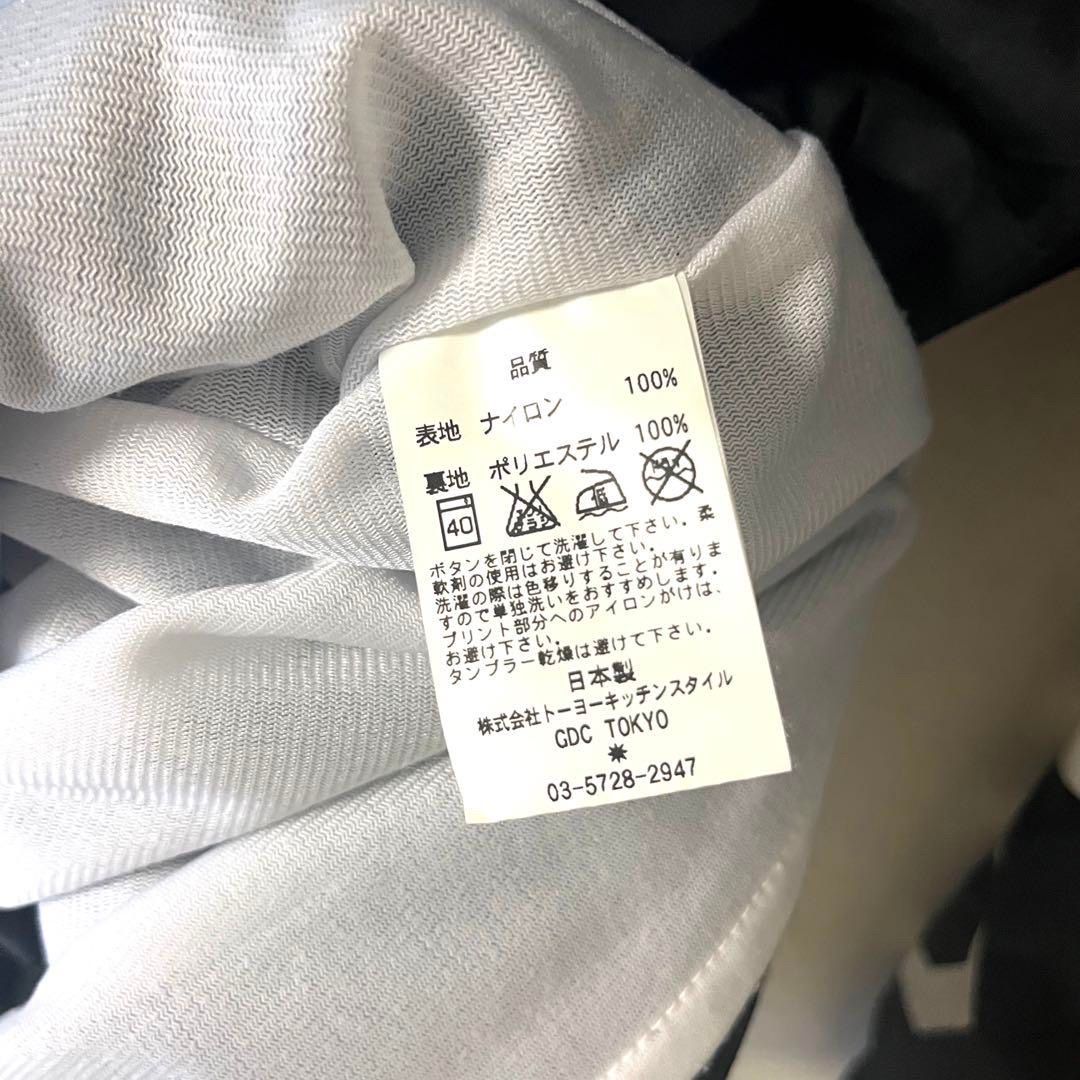 品質
表地 ナイロン 100%
裏地 ポリエステル 100%
40
エンソ
サラシ
低
ボタンを閉じて洗濯して下さい。柔
軟剤の使用はお避け下さい。
洗濯の際は色移りすることが有りま
すので単独洗いをおすすめします。
プリント部分へのアイロンがけは、
お避け下さい。
タンブラー乾燥は避けて下さい。
日本製
株式会社トーヨーキッチンスタイル
GDC TOKYO
03-5728-2947